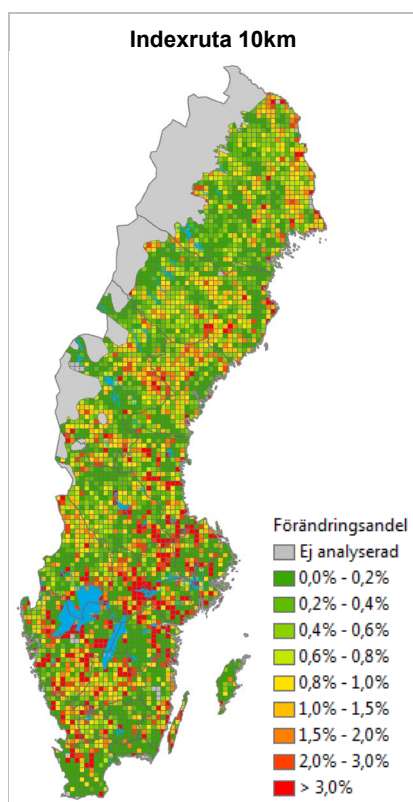 Indexruta 10km
Förändringsandel
Ej analyserad
0,0% - 0,2%
0,2% - 0,4%
0,4% - 0,6%
0,6% - 0,8%
0,8% - 1,0%
1,0% - 1,5%
1,5% - 2,0%
2,0% - 3,0%
> 3,0%